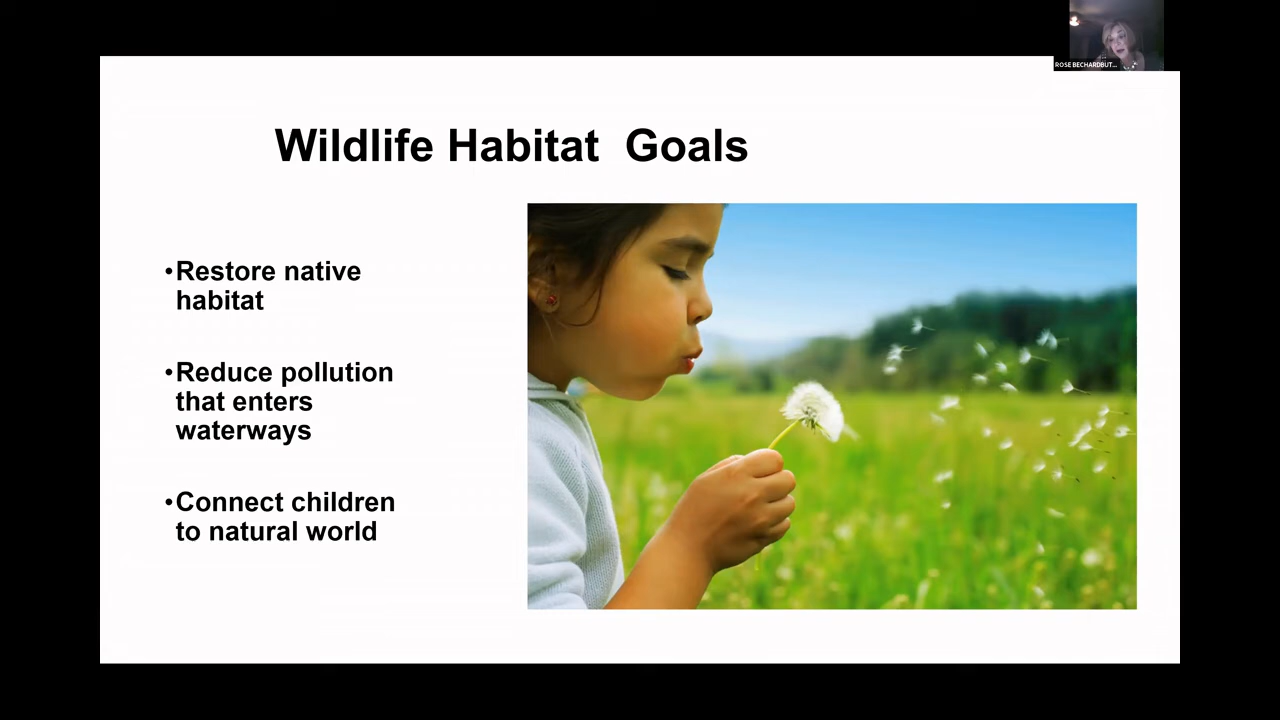 ROSE BECHARDBUT...
Wildlife Habitat  Goals
•Restore native
habitat
•Reduce pollution
that enters
waterways
•Connect children
to natural world